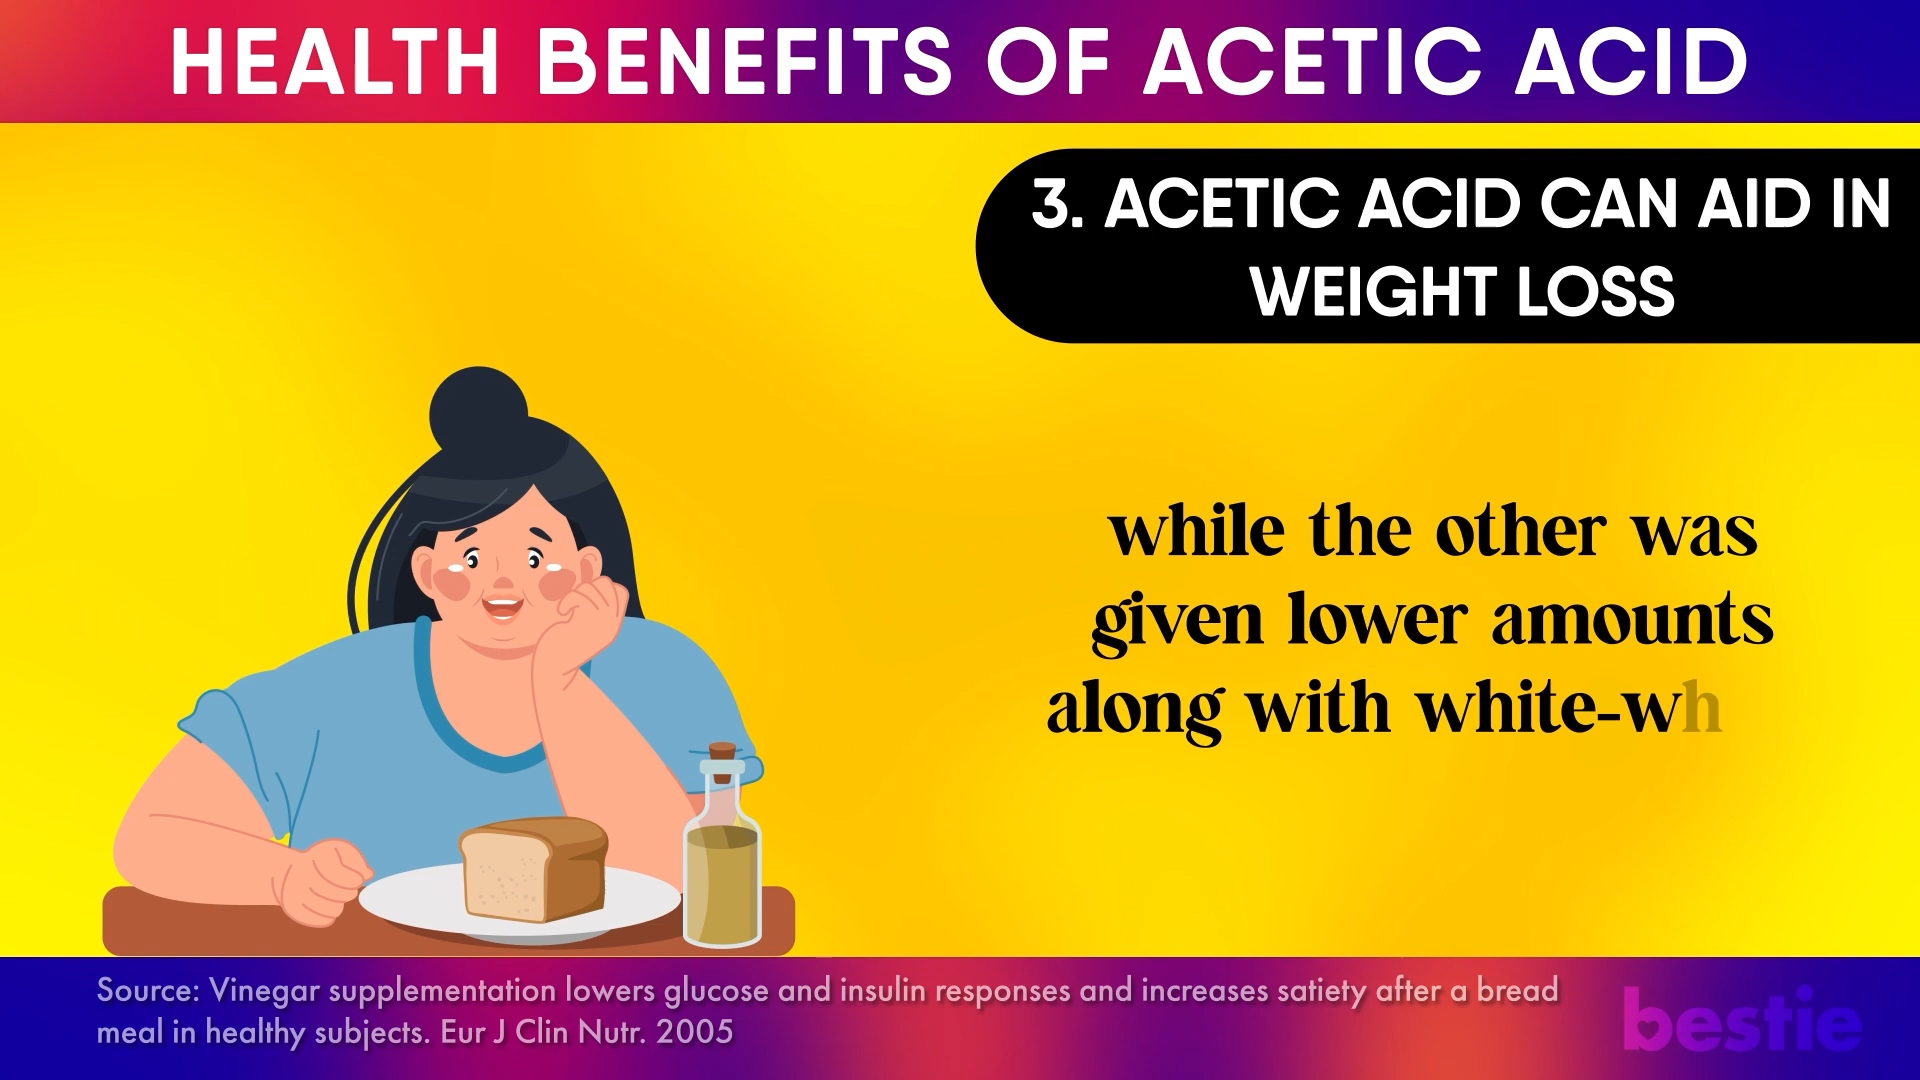 HEALTH BENEFITS OF ACETIC ACID
3. ACETIC ACID CAN AID IN
WEIGHT LOSS
while the other was
given lower amounts
along with white-wh
Source: Vinegar supplementation lowers glucose and insulin responses and increases satiety after a bread
meal in healthy subjects. Eur J Clin Nutr. 2005
bestie